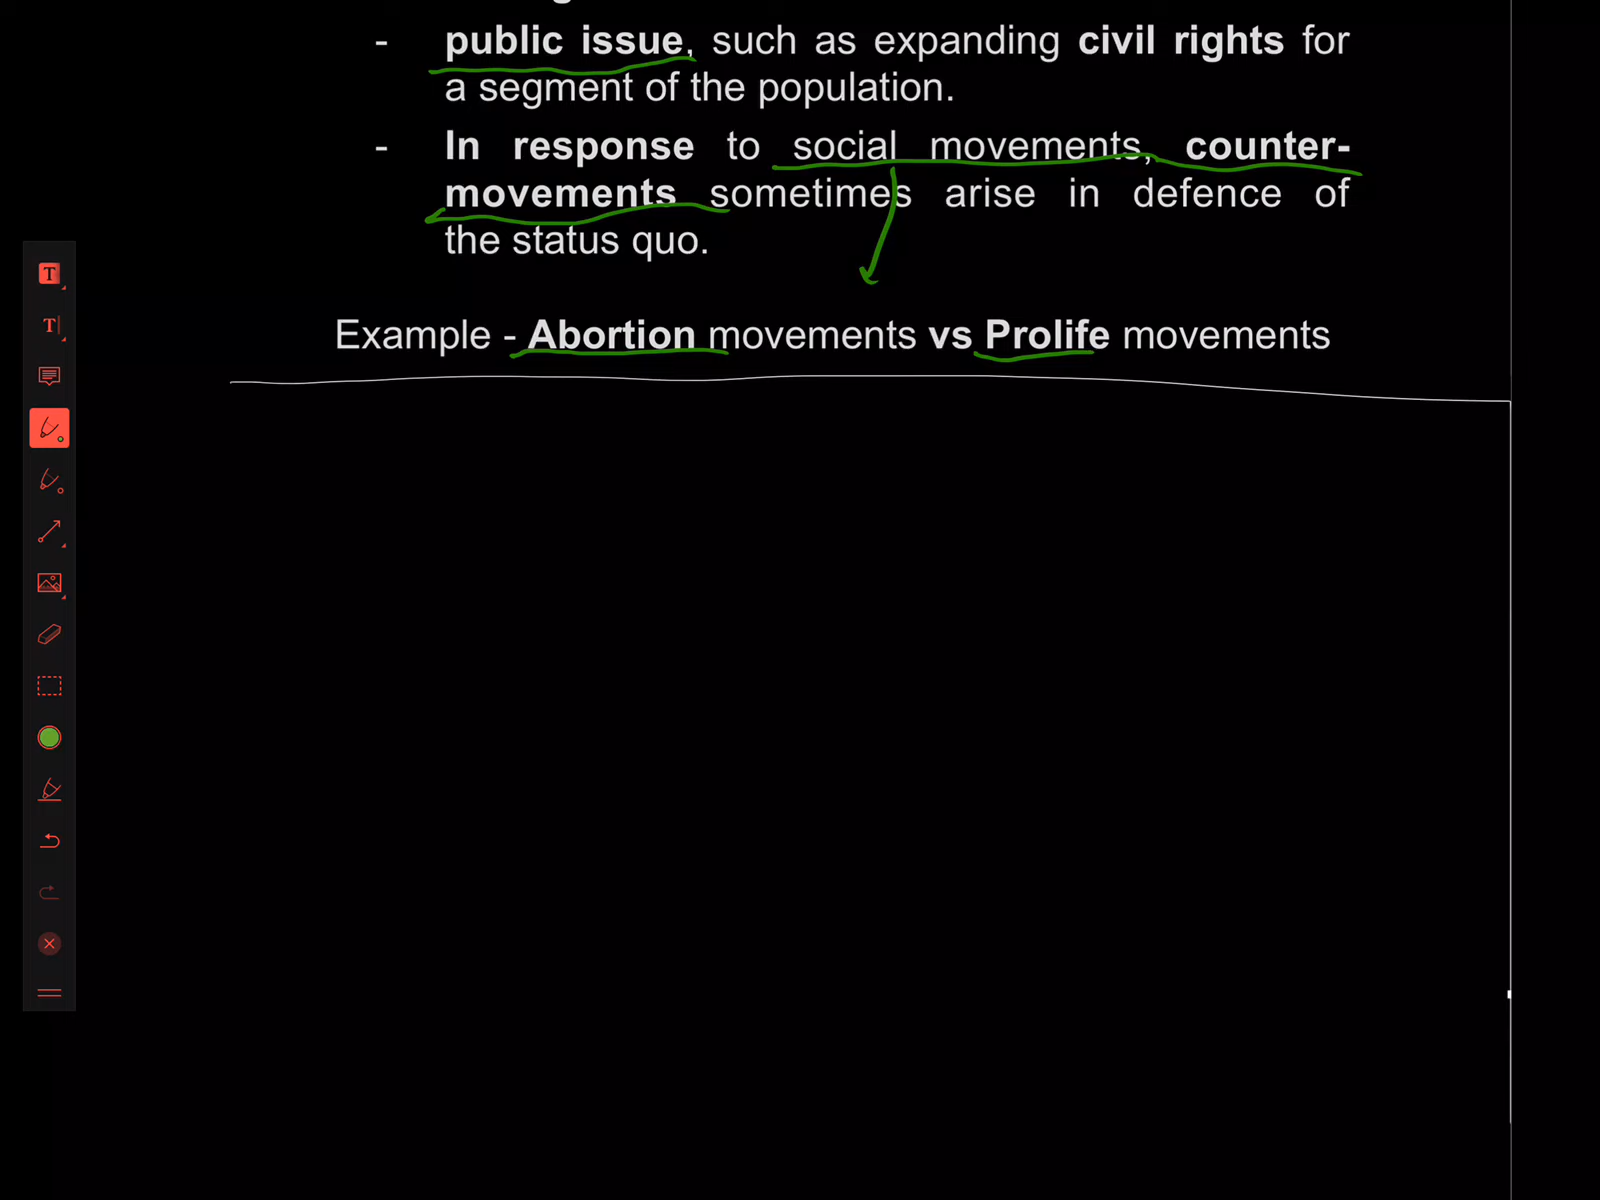 - public issue, such as expanding civil rights for
a segment of the population.
- In response to social movements, counter-
movements sometimes arise in defence of
the status quo.
Example - Abortion movements vs Prolife movements
T
T